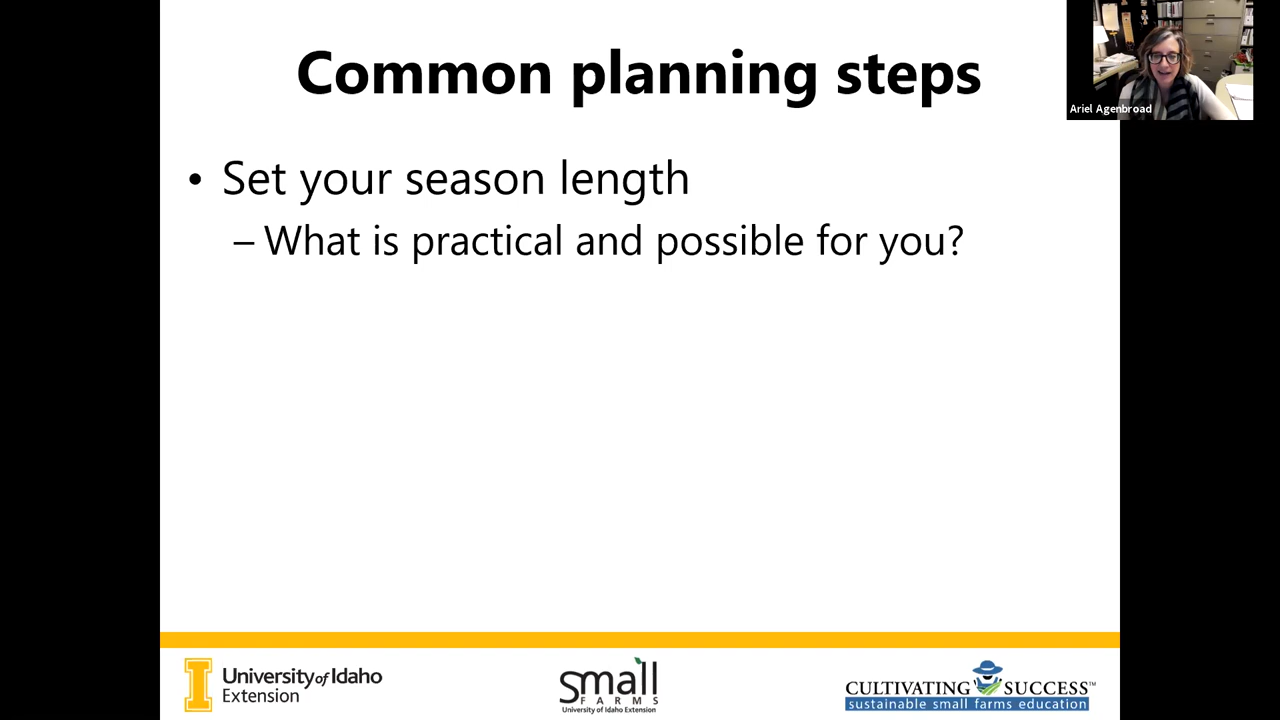 Common planning steps
Ariel Agenbroad
• Set your season length
– What is practical and possible for you?
University of Idaho
Extension
small
FARMS
University of Idaho Extension
CULTIVATING SUCCESS™
sustainable small farms education